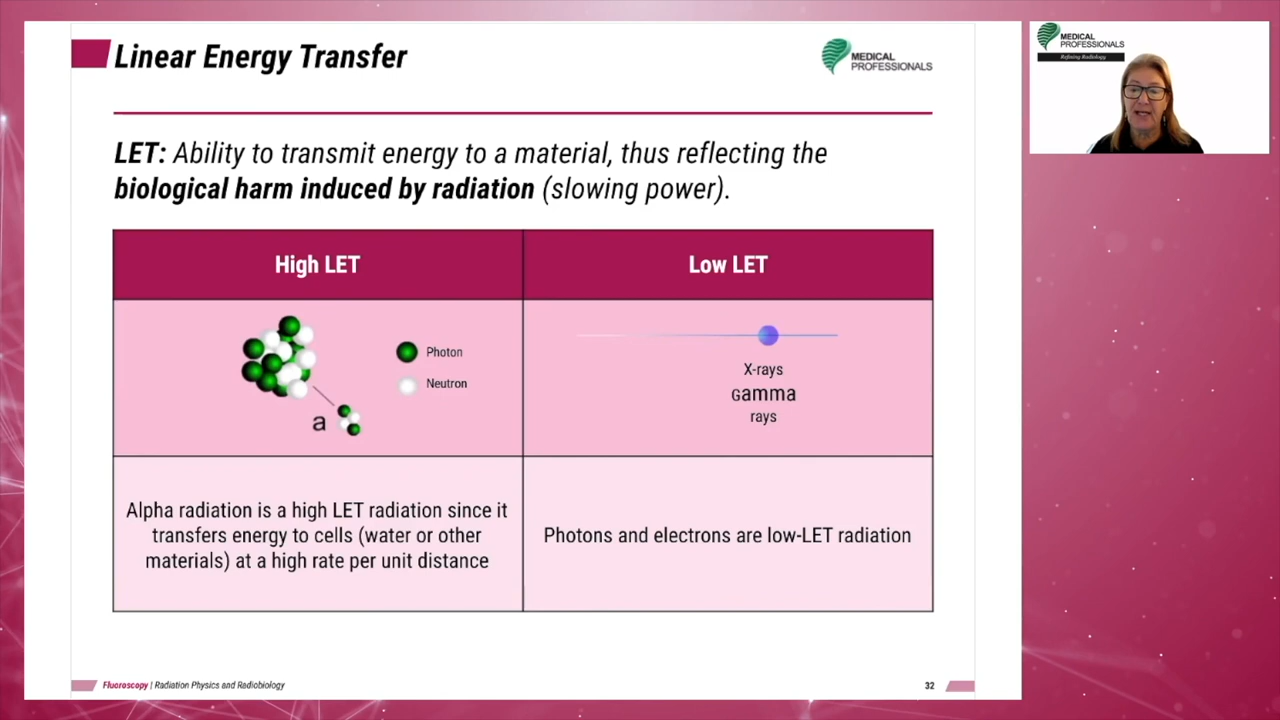 Linear Energy Transfer
MEDICAL
PROFESSIONALS
LET: Ability to transmit energy to a material, thus reflecting the
biological harm induced by radiation (slowing power).
High LET
Low LET
Photon
Neutron
a
X-rays
Gamma
rays
Alpha radiation is a high LET radiation since it
transfers energy to cells (water or other
materials) at a high rate per unit distance
Photons and electrons are low-LET radiation
Fluoroscopy | Radiation Physics and Radiobiology
32
MEDICAL
PROFESSIONALS
Refining Radiology